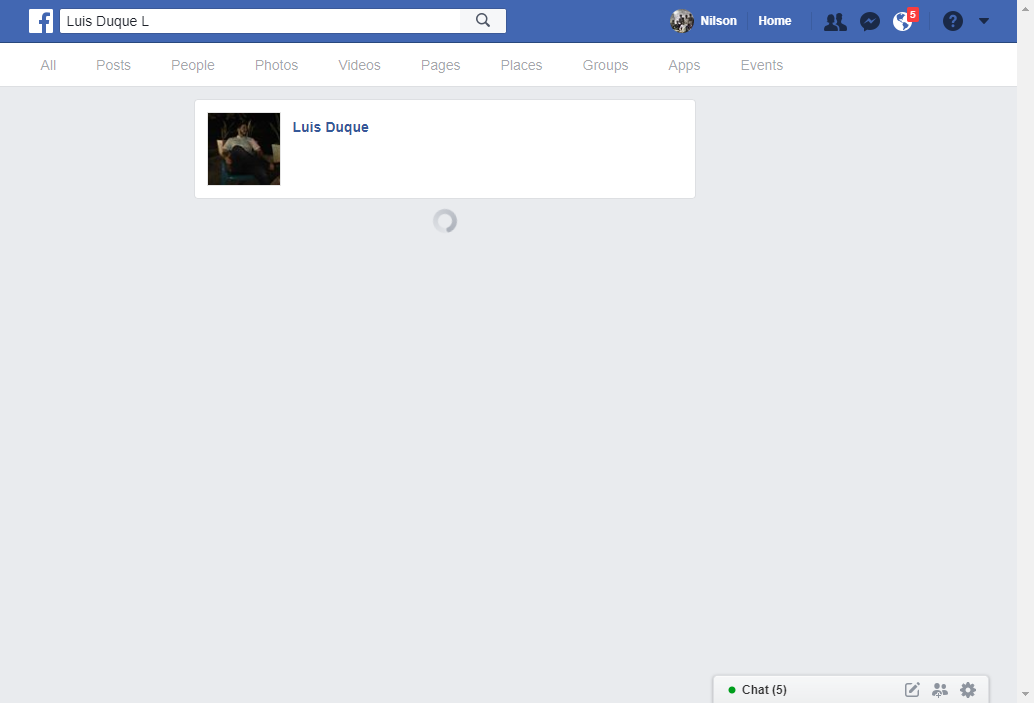 Luis Duque L
Nilson
Home
5
?
All
Posts
People
Photos
Videos
Pages
Places
Groups
Apps
Events
Luis Duque
Chat (5)